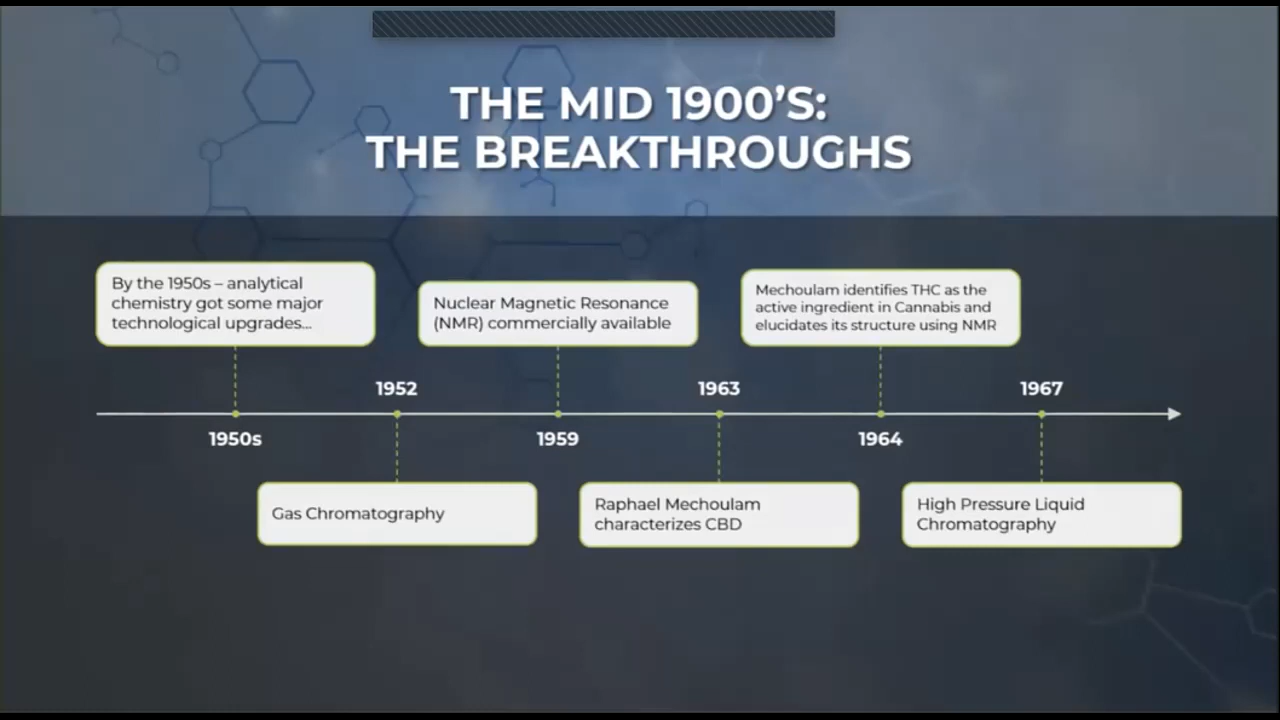 THE MID 1900’S:
THE BREAKTHROUGHS
By the 1950s – analytical
chemistry got some major
technological upgrades...
Nuclear Magnetic Resonance
(NMR) commercially available
Mechoulam identifies THC as the
active ingredient in Cannabis and
elucidates its structure using NMR
1952
1963
1967
1950s
1959
1964
Gas Chromatography
Raphael Mechoulam
characterizes CBD
High Pressure Liquid
Chromatography